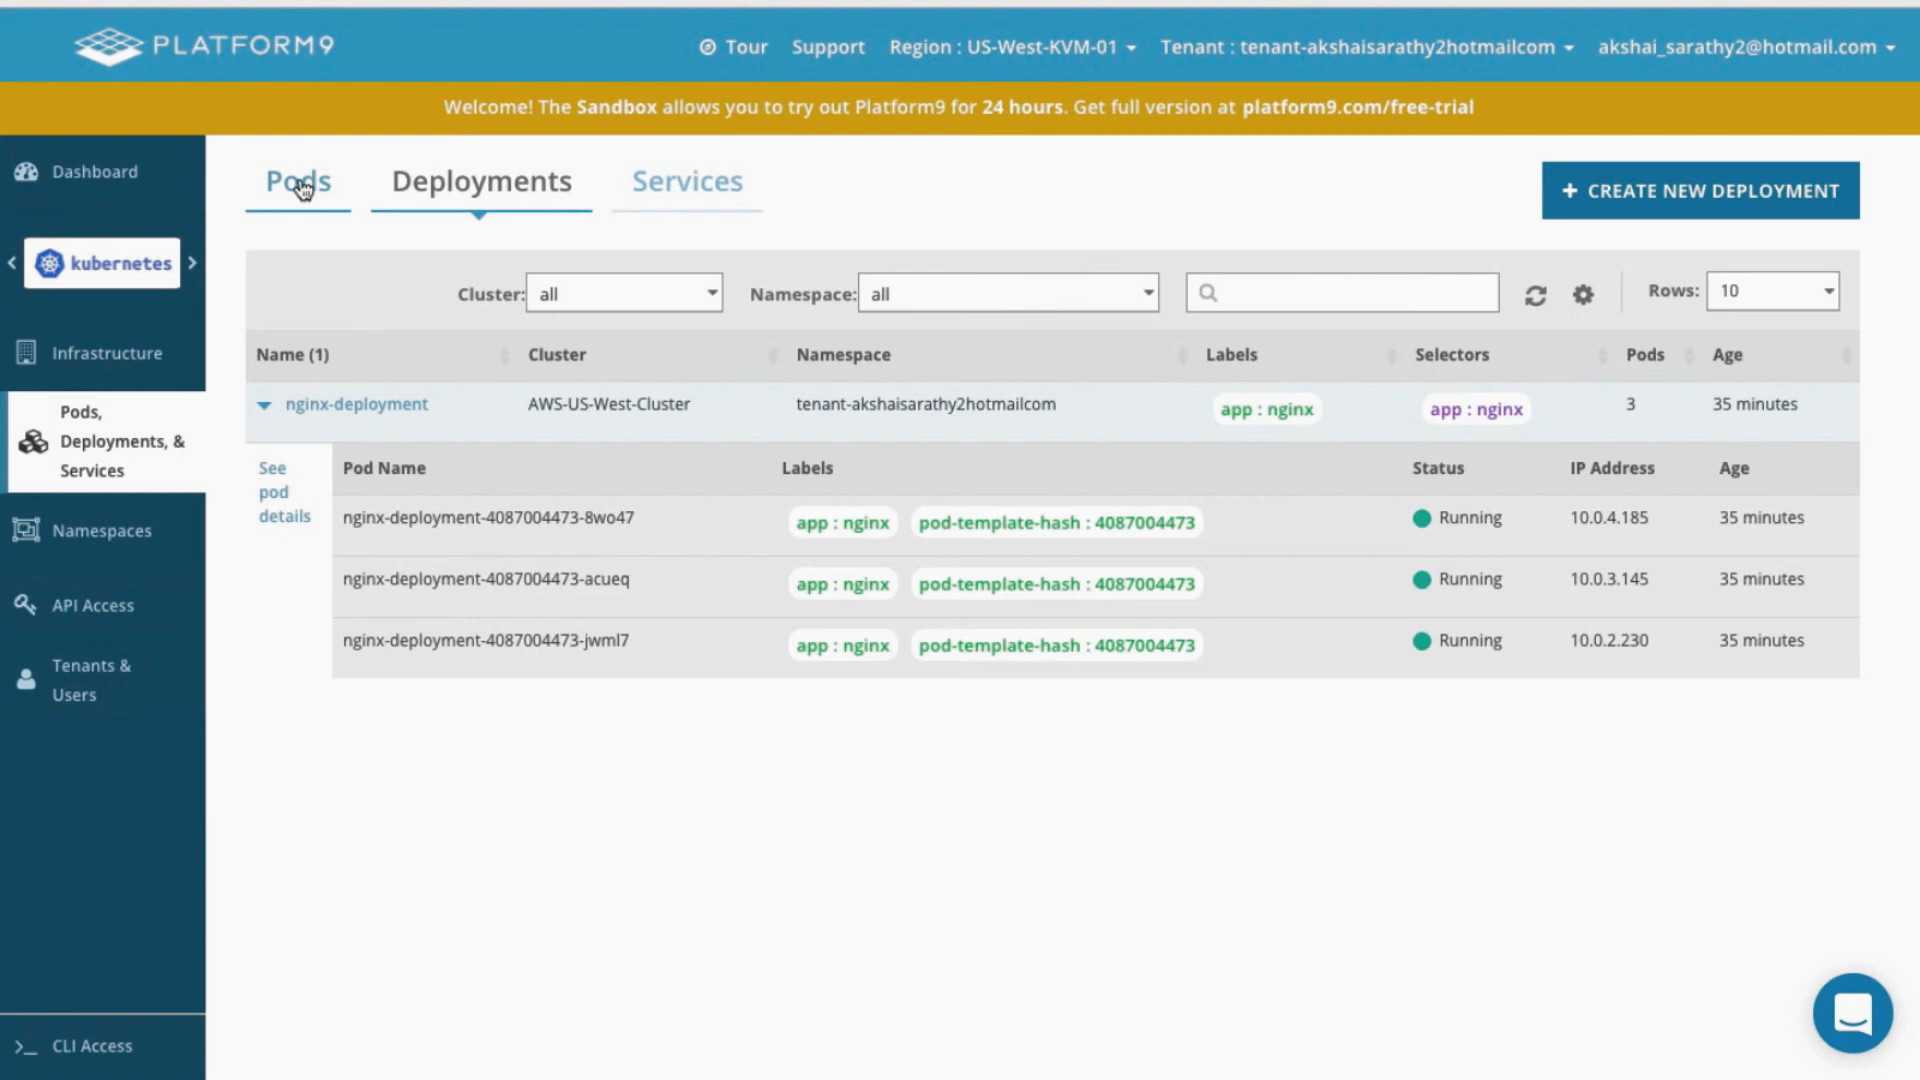 PLATFORM9
Tour Support Region : US-West-KVM-01 Tenant : tenant-akshaisarathy2hotmailcom akshai_sarathy2@hotmail.com
Welcome! The Sandbox allows you to try out Platform9 for 24 hours. Get full version at platform9.com/free-trial
Dashboard
kubernetes
Infrastructure
Pods,
Deployments, &
Services
Namespaces
API Access
Tenants &
Users
CLI Access
Pods Deployments Services
+ CREATE NEW DEPLOYMENT
Cluster: all Namespace: all Rows: 10
Name (1) Cluster Namespace Labels Selectors Pods Age
nginx-deployment AWS-US-West-Cluster tenant-akshaisarathy2hotmailcom app : nginx app : nginx 3 35 minutes
See
pod
details
Pod Name Labels Status IP Address Age
nginx-deployment-4087004473-8wo47 app : nginx pod-template-hash : 4087004473 Running 10.0.4.185 35 minutes
nginx-deployment-4087004473-acueq app : nginx pod-template-hash : 4087004473 Running 10.0.3.145 35 minutes
nginx-deployment-4087004473-jwml7 app : nginx pod-template-hash : 4087004473 Running 10.0.2.230 35 minutes